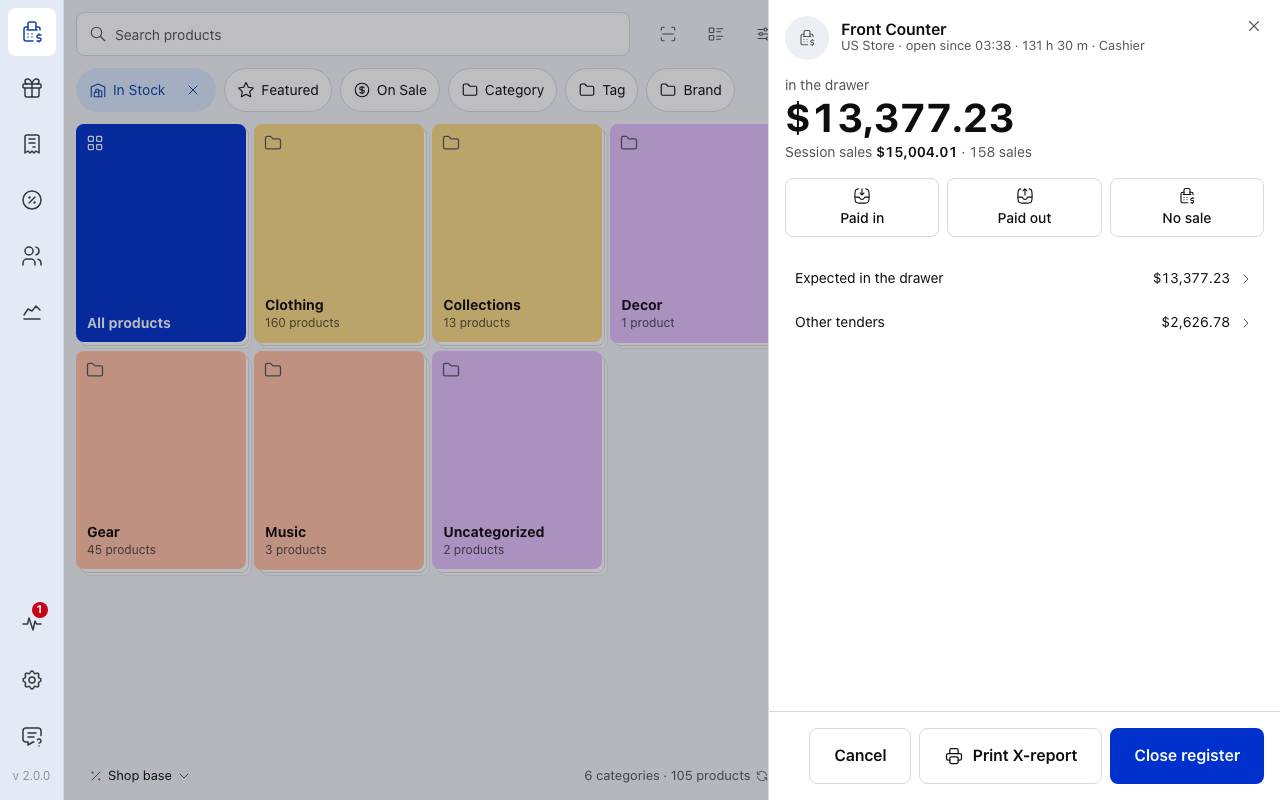 Search products
In Stock
Featured
On Sale
Category
Tag
Brand
All products
Clothing
160 products
Collections
13 products
Decor
1 product
Gear
45 products
Music
3 products
Uncategorized
2 products
1
v 2.0.0
Shop base
6 categories · 105 products
Front Counter
US Store · open since 03:38 · 131 h 30 m · Cashier
in the drawer
$13,377.23
Session sales $15,004.01 · 158 sales
Paid in
Paid out
No sale
Expected in the drawer $13,377.23
Other tenders $2,626.78
Cancel
Print X-report
Close register